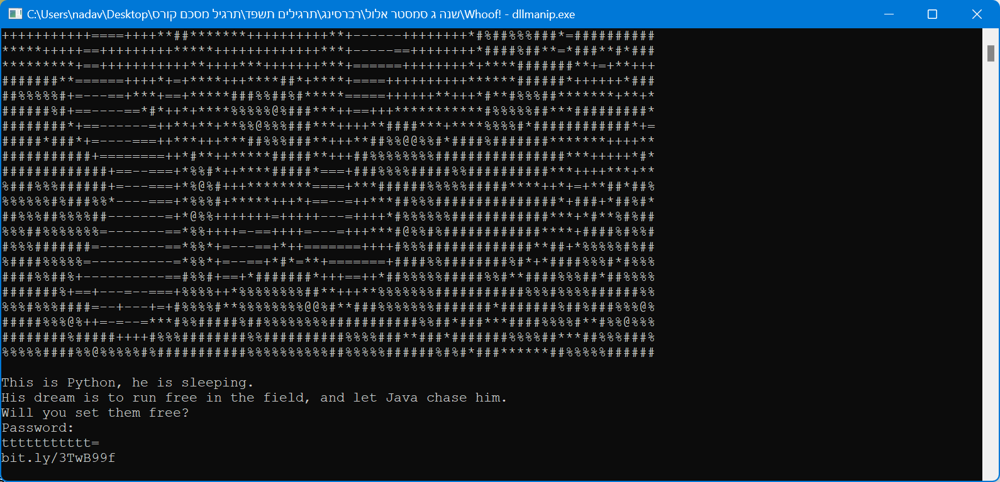 C:\Users\nadav\Desktop\שנה ג סמסטר אלול\רברסינג\תרגילים תשפד\תרגיל מסכם קורס\Whoof! - dllmanip.exe
This is Python, he is sleeping.
His dream is to run free in the field, and let Java chase him.
Will you set them free?
Password:
ttttttttttt=
bit.ly/3TwB99f